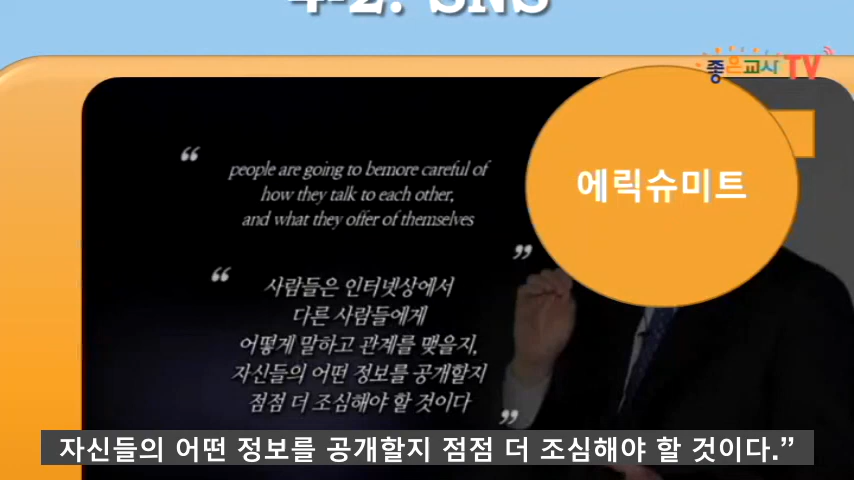 SNS
좋은교사 TV
에릭슈미트
“
people are going to bemore careful of
how they talk to each other,
and what they offer of themselves
”
“
사람들은 인터넷상에서
다른 사람들에게
어떻게 말하고 관계를 맺을지,
자신들의 어떤 정보를 공개할지
점점 더 조심해야 할 것이다
”
자신들의 어떤 정보를 공개할지 점점 더 조심해야 할 것이다.”